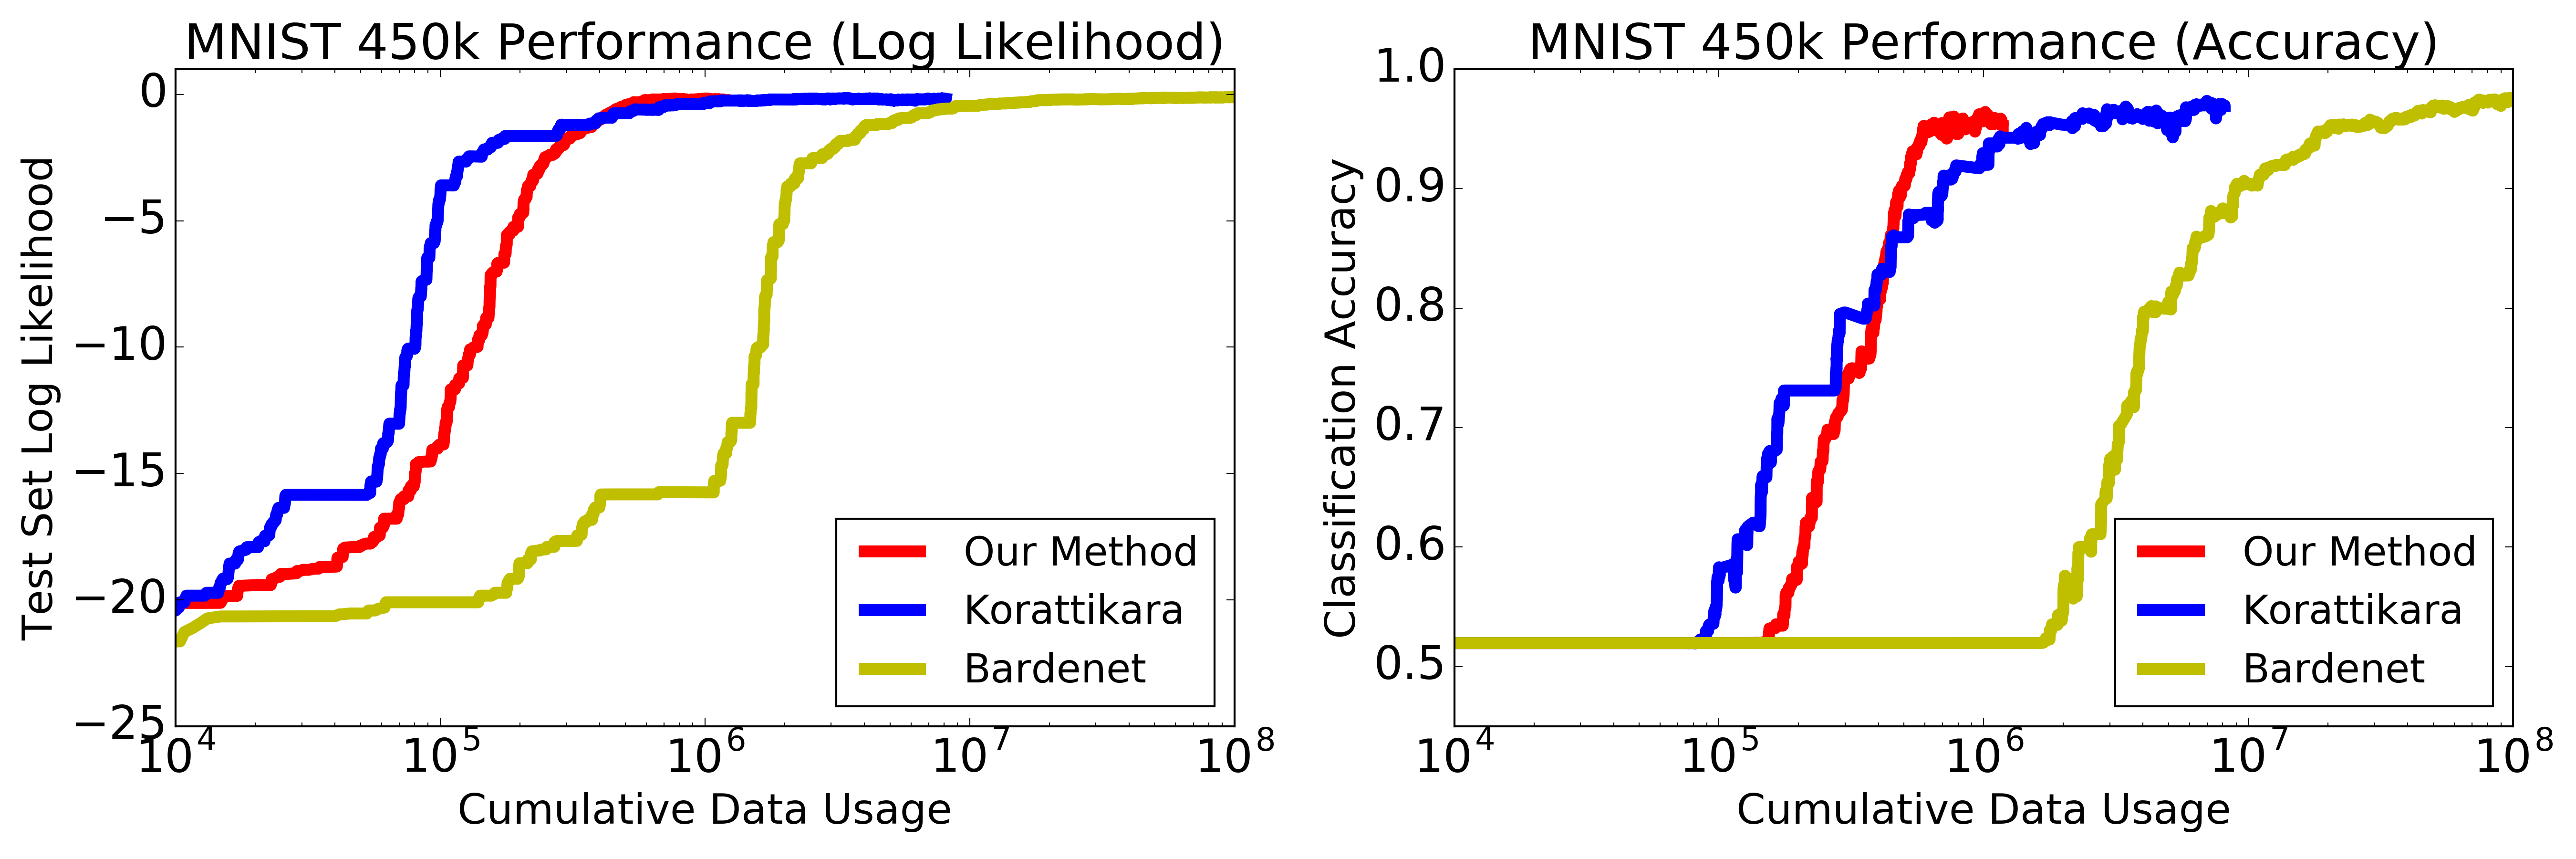 MNIST 450k Performance (Log Likelihood)
0
−5
−10
−15
−20
−25
Test Set Log Likelihood
Our Method
Korattikara
Bardenet
10^4 10^5 10^6 10^7 10^8
Cumulative Data Usage
MNIST 450k Performance (Accuracy)
1.0
0.9
0.8
0.7
0.6
0.5
Classification Accuracy
Our Method
Korattikara
Bardenet
10^4 10^5 10^6 10^7 10^8
Cumulative Data Usage